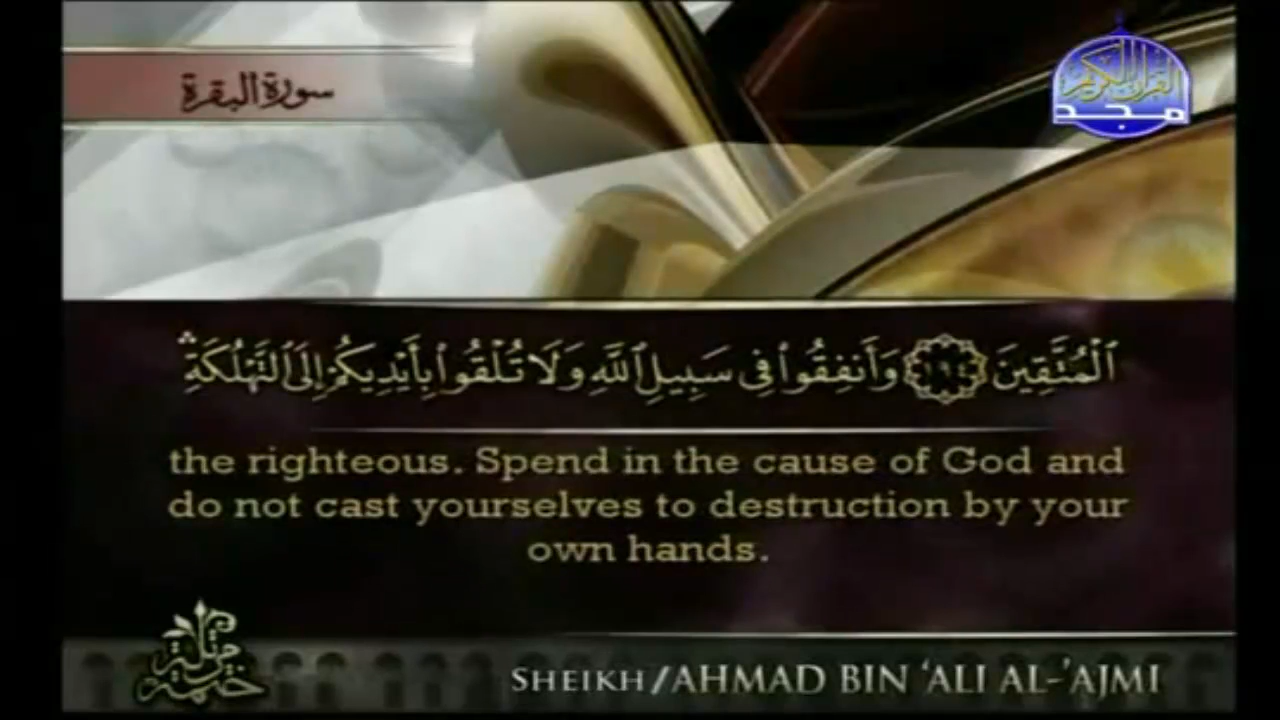 سورة البقرة
القرآن الكريم
مجد
ٱلْمُتَّقِينَ ١٩٤ وَأَنفِقُوا۟ فِى سَبِيلِ ٱللَّهِ وَلَا تُلْقُوا۟ بِأَيْدِيكُمْ إِلَى ٱلتَّهْلُكَةِ ۛ
the righteous. Spend in the cause of God and
do not cast yourselves to destruction by your
own hands.
ختمة مرتلة
SHEIKH/AHMAD BIN ‘ALI AL-’AJMI